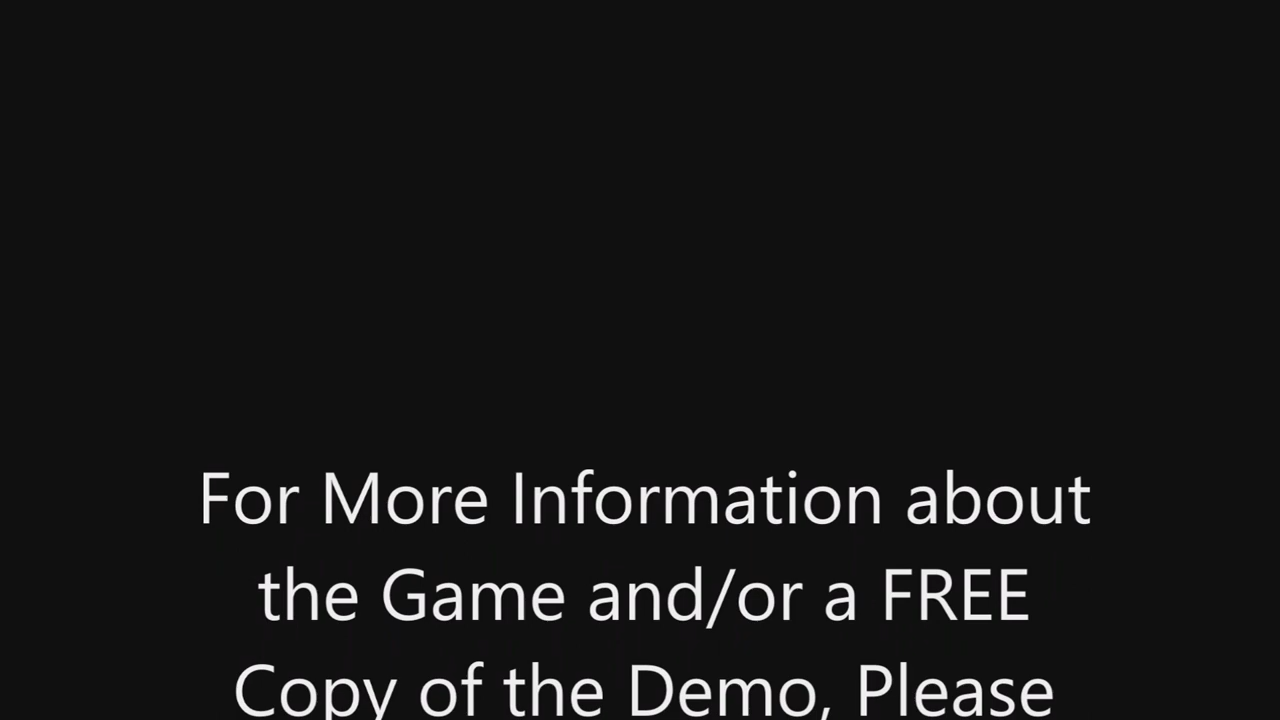 For More Information about
the Game and/or a FREE
Copy of the Demo, Please